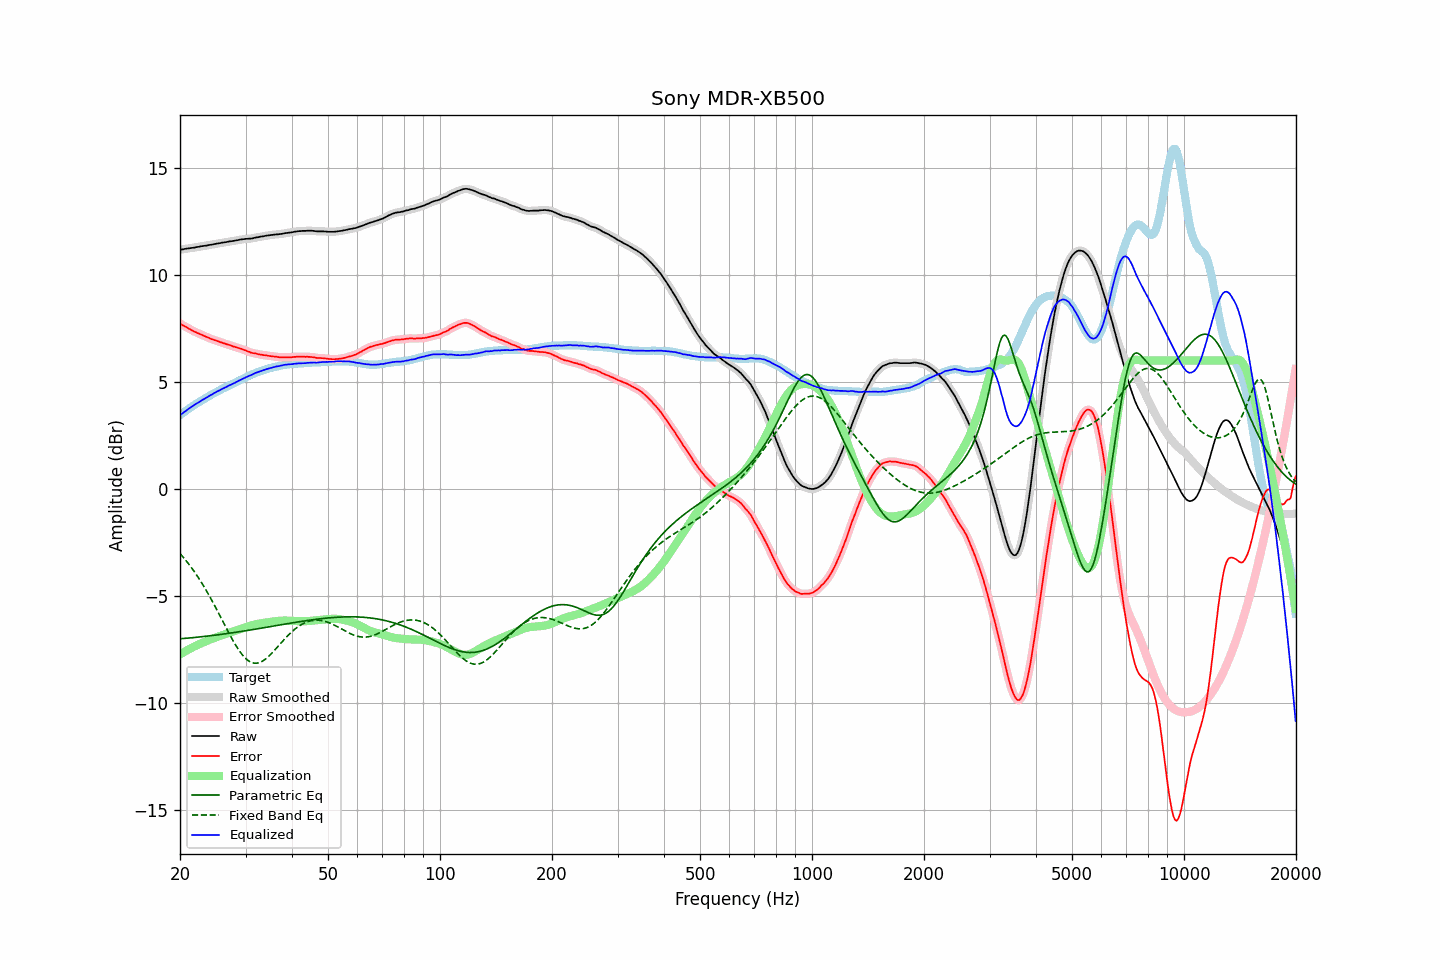 Sony MDR-XB500
Amplitude (dBr)
15
10
5
0
−5
−10
−15
Target
Raw Smoothed
Error Smoothed
Raw
Error
Equalization
Parametric Eq
Fixed Band Eq
Equalized
20 50 100 200 500 1000 2000 5000 10000 20000
Frequency (Hz)